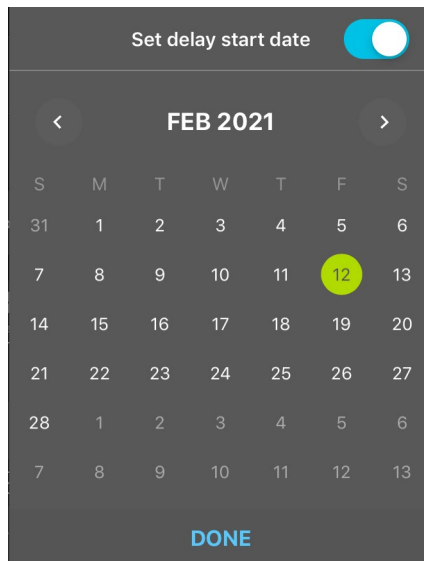 Set delay start date
< FEB 2021 >
S M T W T F S
31 1 2 3 4 5 6
7 8 9 10 11 12 13
14 15 16 17 18 19 20
21 22 23 24 25 26 27
28 1 2 3 4 5 6
7 8 9 10 11 12 13
DONE